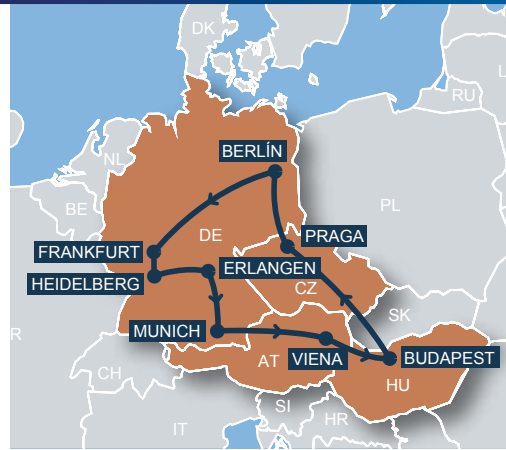 DK
L
RU
NL
BERLÍN
BE
PL
DE
PRAGA
FRANKFURT
ERLANGEN
HEIDELBERG
CZ
SK
MUNICH
VIENA
BUDAPEST
AT
CH
HU
SI
HR
IT
R